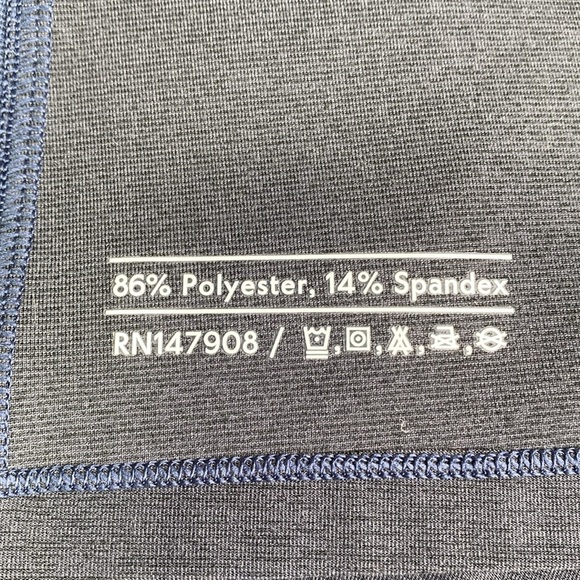 86% Polyester, 14% Spandex
RN147908 /